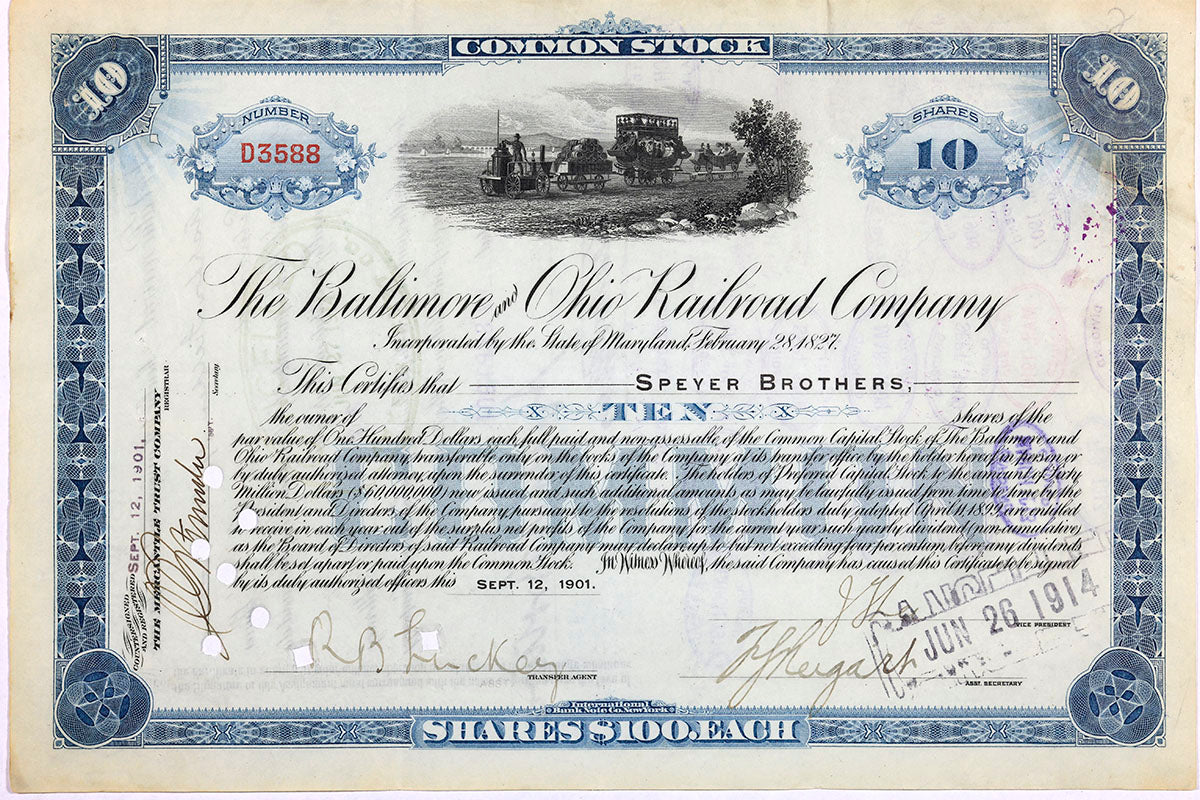 COMMON STOCK
10
10
NUMBER
D3588
SHARES
10
The Baltimore and Ohio Railroad Company
Incorporated by the State of Maryland, February 28, 1827.
This Certifies that SPEYER BROTHERS,
the owner of TEN shares of the
par value of One Hundred Dollars, each full paid and non-assessable, of the Common Capital Stock of The Baltimore and
Ohio Railroad Company, transferable only on the books of the Company at its transfer office by the holder hereof in person, or
by duly authorized attorney, upon the surrender of this certificate. The holders of Preferred Capital Stock to the amount of Sixty
Million Dollars ($60,000,000) now issued, and such additional amounts as may be lawfully issued from time to time by the
President and Directors of the Company, pursuant to the resolutions of the stockholders duly adopted April 11, 1899, are entitled
to receive in each year out of the surplus net profits of the Company for the current year such yearly dividend (noncumulative)
as the Board of Directors of said Railroad Company may declare, up to but not exceeding four per centum, before any dividends
shall be set apart or paid upon the Common Stock. In Witness Whereof, the said Company has caused this Certificate to be signed
by its duly authorized officers this SEPT. 12, 1901.
COMMON
COUNTERSIGNED
AND REGISTERED SEPT. 12, 1901.
THE MERCANTILE TRUST COMPANY
REGISTRAR
Secretary
VICE PRESIDENT
JUN 26 1914
R B Luckey
TRANSFER AGENT
ASST. SECRETARY
International
Bank Note Co. New York
SHARES $100. EACH